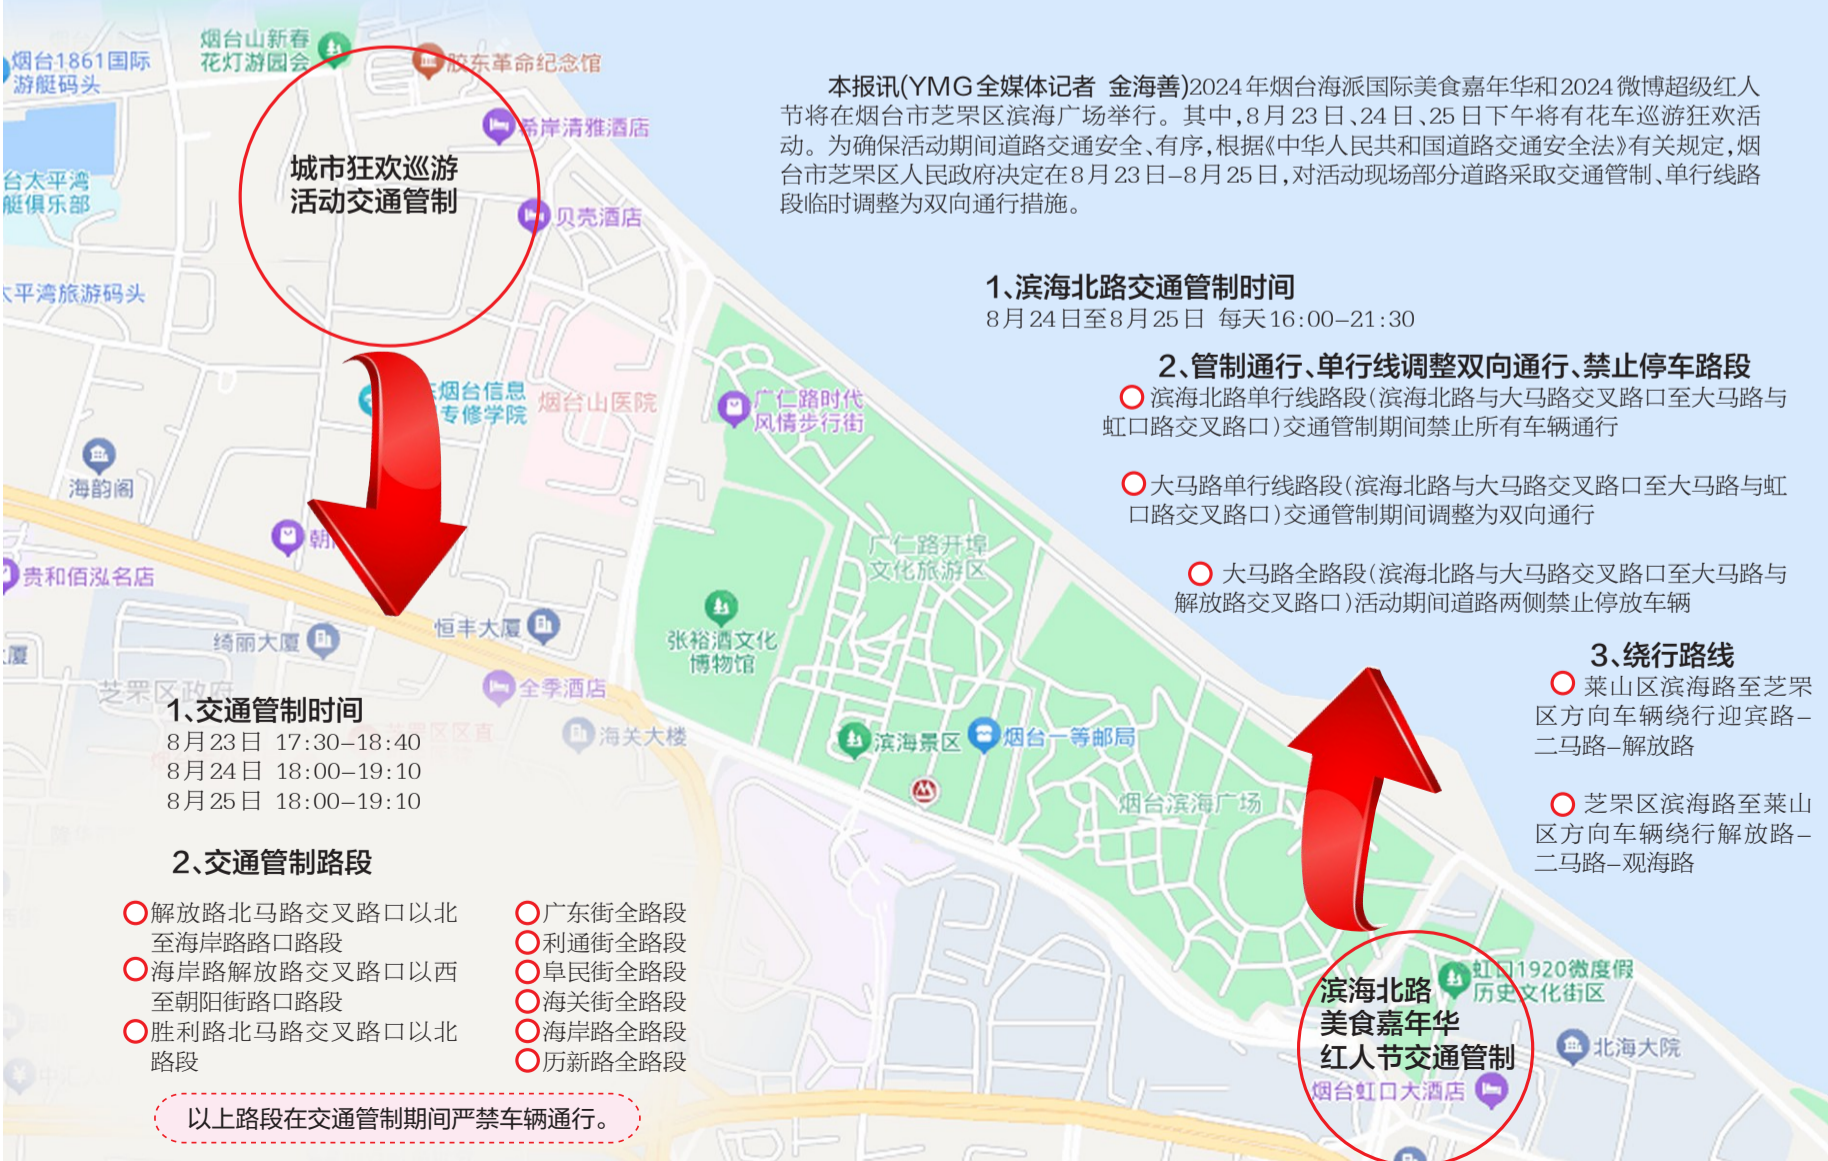 本报讯(YMG全媒体记者 金海善)2024年烟台海派国际美食嘉年华和2024微博超级红人
节将在烟台市芝罘区滨海广场举行。其中,8月23日、24日、25日下午将有花车巡游狂欢活
动。为确保活动期间道路交通安全、有序,根据《中华人民共和国道路交通安全法》有关规定,烟
台市芝罘区人民政府决定在8月23日–8月25日,对活动现场部分道路采取交通管制、单行线路
段临时调整为双向通行措施。
城市狂欢巡游
活动交通管制
1、交通管制时间
8月23日 17:30–18:40
8月24日 18:00–19:10
8月25日 18:00–19:10
2、交通管制路段
解放路北马路交叉路口以北
至海岸路路口路段
海岸路解放路交叉路口以西
至朝阳街路口路段
胜利路北马路交叉路口以北
路段
广东街全路段
利通街全路段
阜民街全路段
海关街全路段
海岸路全路段
历新路全路段
以上路段在交通管制期间严禁车辆通行。
滨海北路
美食嘉年华
红人节交通管制
1、滨海北路交通管制时间
8月24日至8月25日 每天16:00–21:30
2、管制通行、单行线调整双向通行、禁止停车路段
滨海北路单行线路段(滨海北路与大马路交叉路口至大马路与
虹口路交叉路口)交通管制期间禁止所有车辆通行
大马路单行线路段(滨海北路与大马路交叉路口至大马路与虹
口路交叉路口)交通管制期间调整为双向通行
大马路全路段(滨海北路与大马路交叉路口至大马路与
解放路交叉路口)活动期间道路两侧禁止停放车辆
3、绕行路线
莱山区滨海路至芝罘
区方向车辆绕行迎宾路–
二马路–解放路
芝罘区滨海路至莱山
区方向车辆绕行解放路–
二马路–观海路
烟台1861国际
游艇码头
烟台山新春
花灯游园会
胶东革命纪念馆
希岸清雅酒店
贝壳酒店
台太平湾
艇俱乐部
平湾旅游码头
烟台信息
专修学院
烟台山医院
广仁路时代
风情步行街
海韵阁
朝
贵和佰泓名店
绮丽大厦
恒丰大厦
厦
芝罘区政府
全季酒店
海关大楼
广仁路开埠
文化旅游区
张裕酒文化
博物馆
滨海景区
烟台一等邮局
烟台滨海广场
虹口1920微度假
历史文化街区
北海大院
烟台虹口大酒店